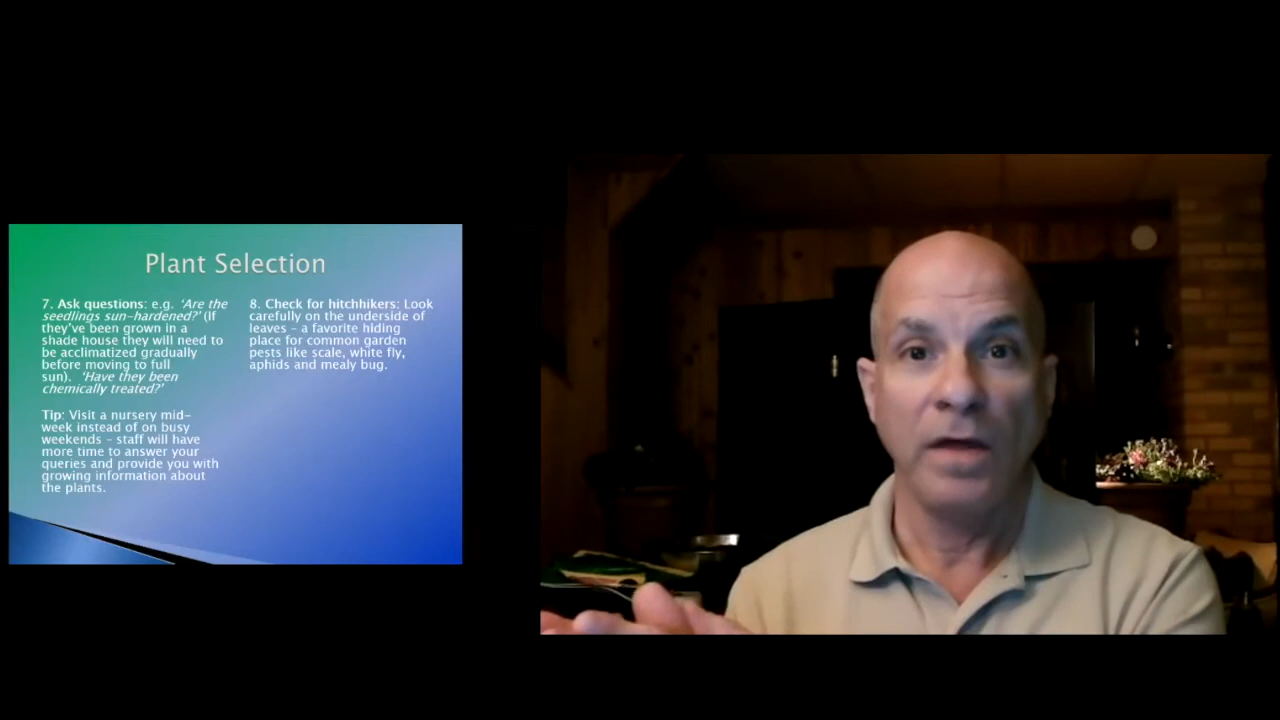 Plant Selection
7. Ask questions: e.g. ‘Are the
seedlings sun-hardened?’ (If
they’ve been grown in a
shade house they will need to
be acclimatized gradually
before moving to full
sun). ‘Have they been
chemically treated?’
Tip: Visit a nursery mid-
week instead of on busy
weekends – staff will have
more time to answer your
queries and provide you with
growing information about
the plants.
8. Check for hitchhikers: Look
carefully on the underside of
leaves – a favorite hiding
place for common garden
pests like scale, white fly,
aphids and mealy bug.